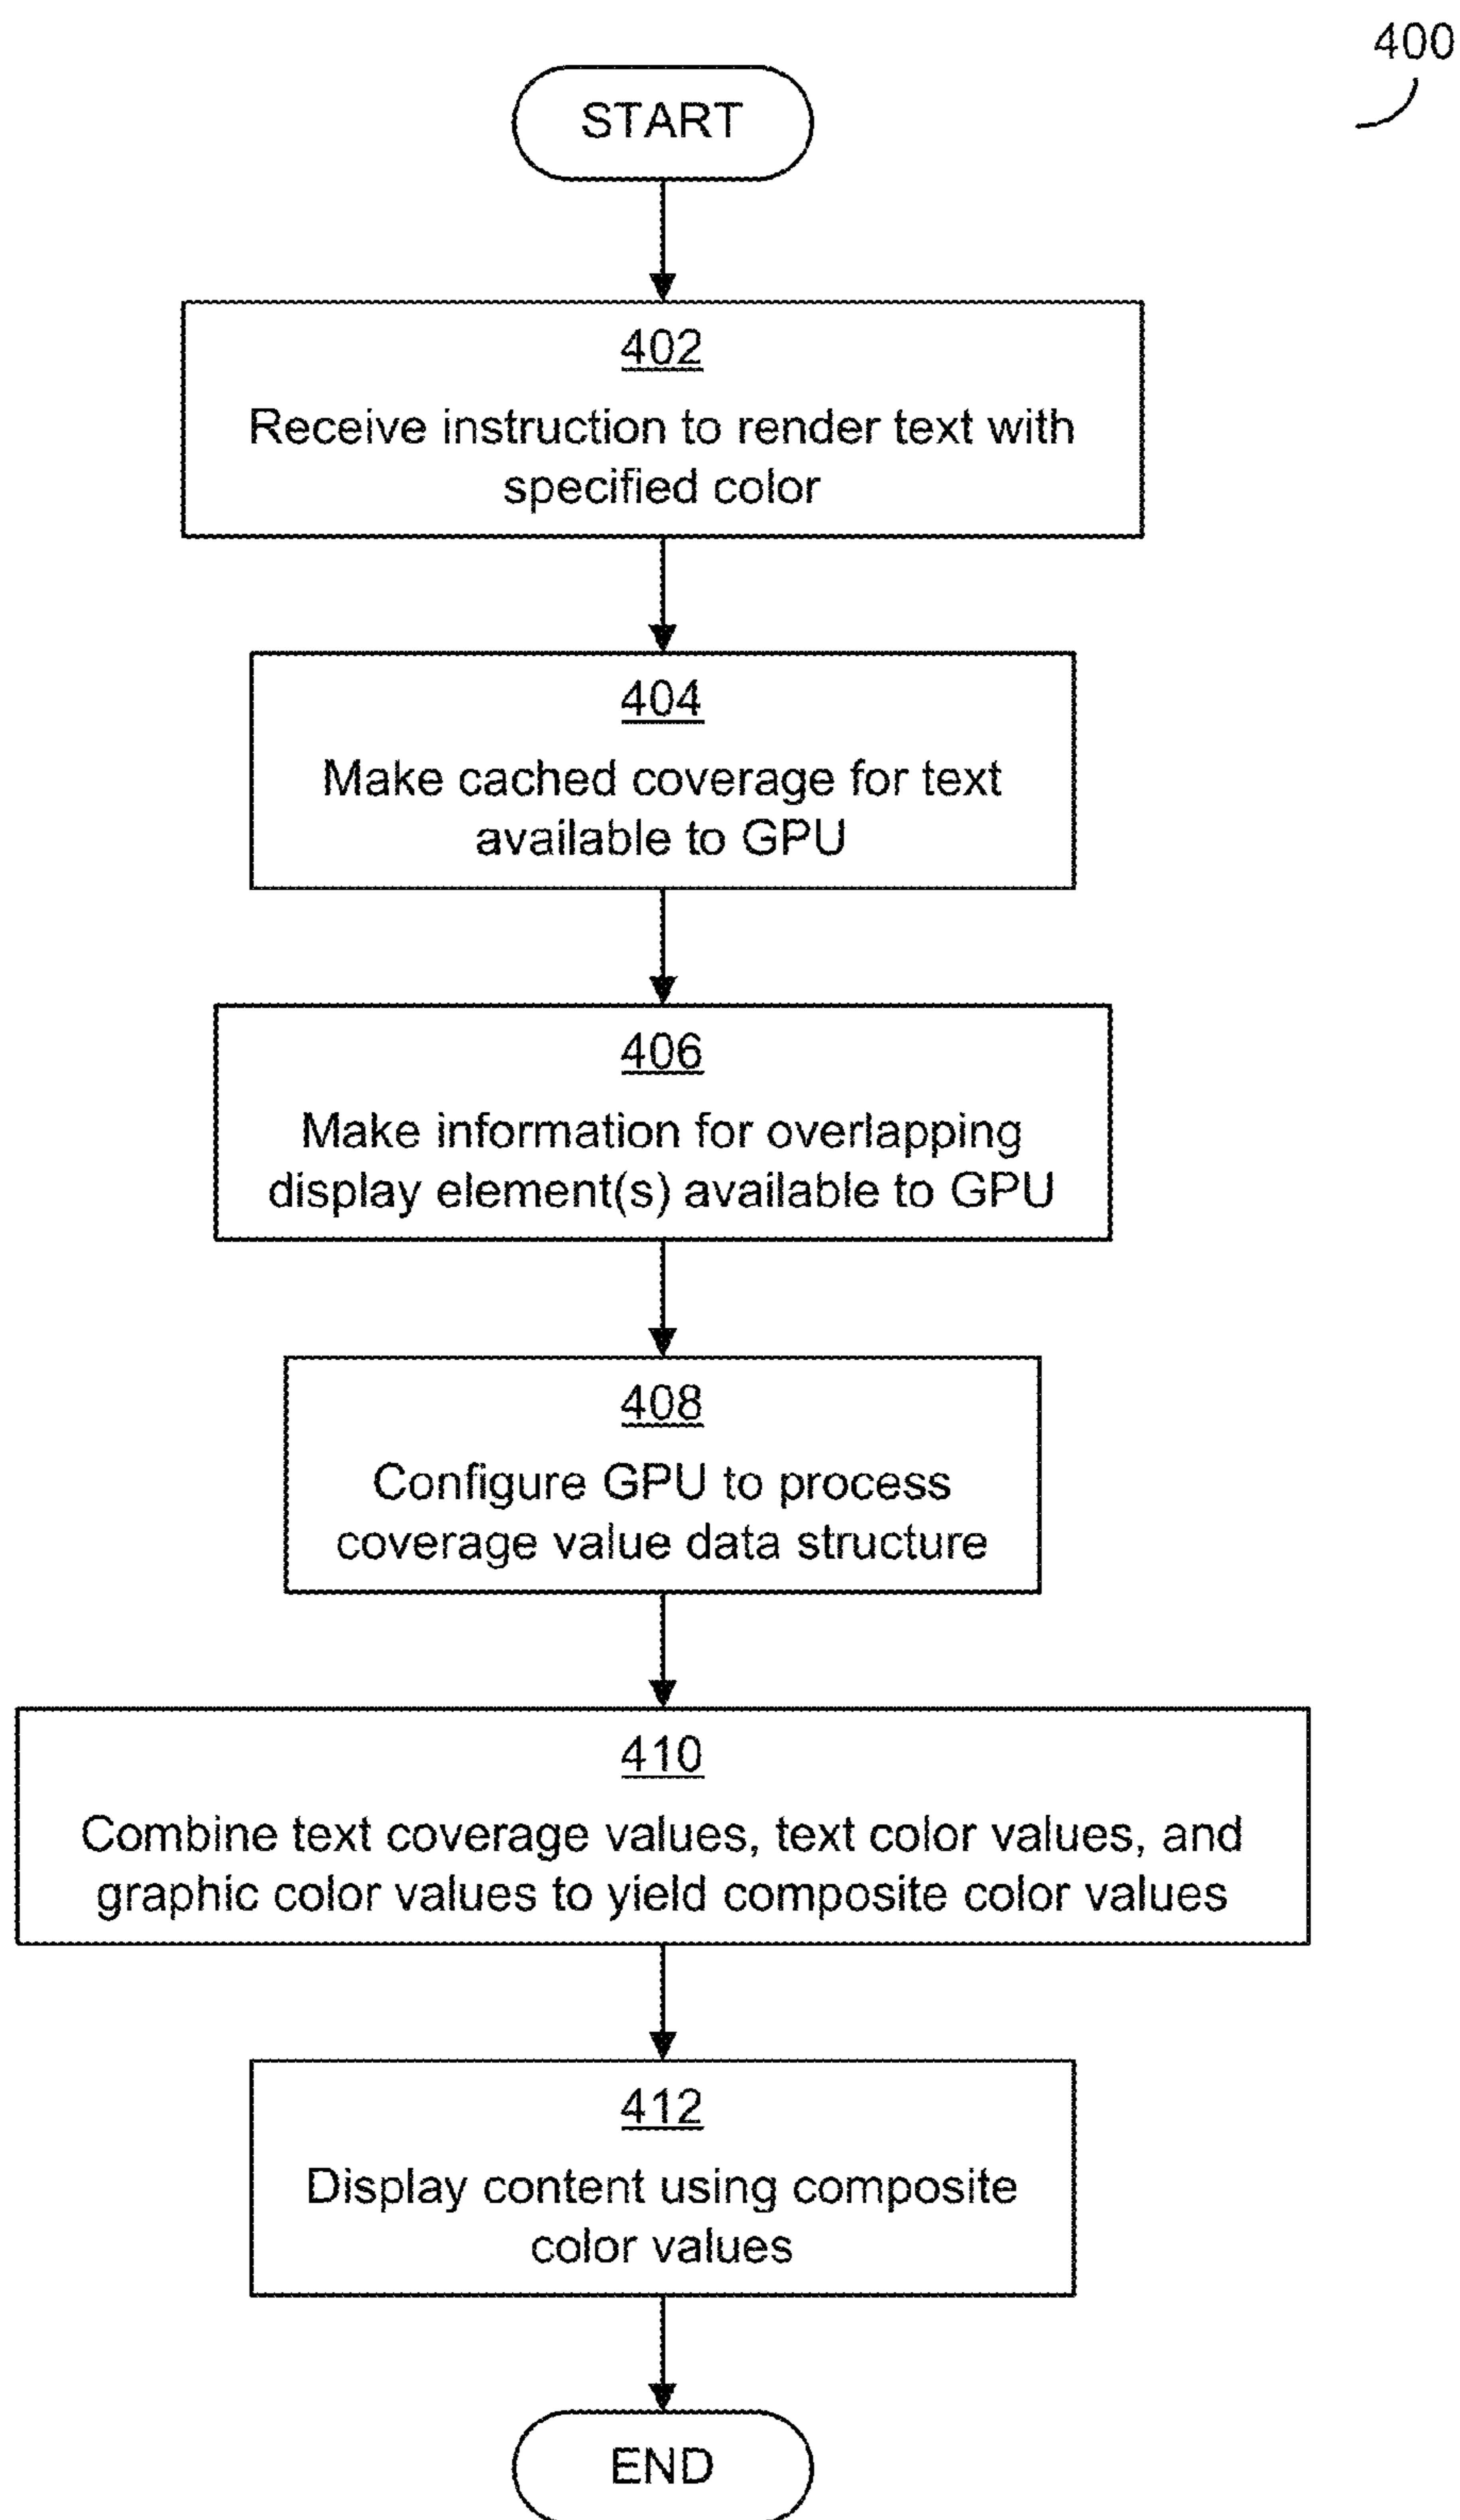 400
START
402
Receive instruction to render text with
specified color
404
Make cached coverage for text
available to GPU
406
Make information for overlapping
display element(s) available to GPU
408
Configure GPU to process
coverage value data structure
410
Combine text coverage values, text color values, and
graphic color values to yield composite color values
412
Display content using composite
color values
END